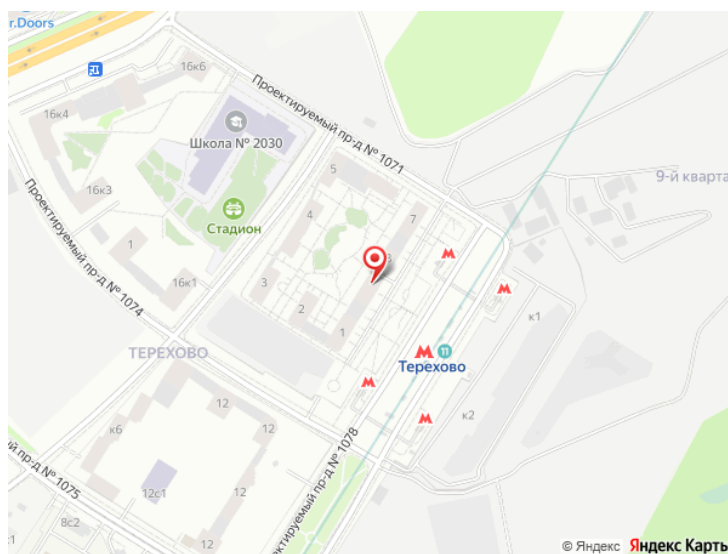 r.Doors
16к6
16к4
Школа № 2030
Проектируемый пр-д № 1071
5
9-й кварта
16к3
4
7
Стадион
Проектируемый пр-д № 1074
1
16к1
3
2
1
к1
ТЕРЕХОВО
11
Терехово
к2
к6
12
12
12с1
12
12
Проектируемый пр-д № 1078
й пр-д № 1075
8с2
© Яндекс Яндекс Карты